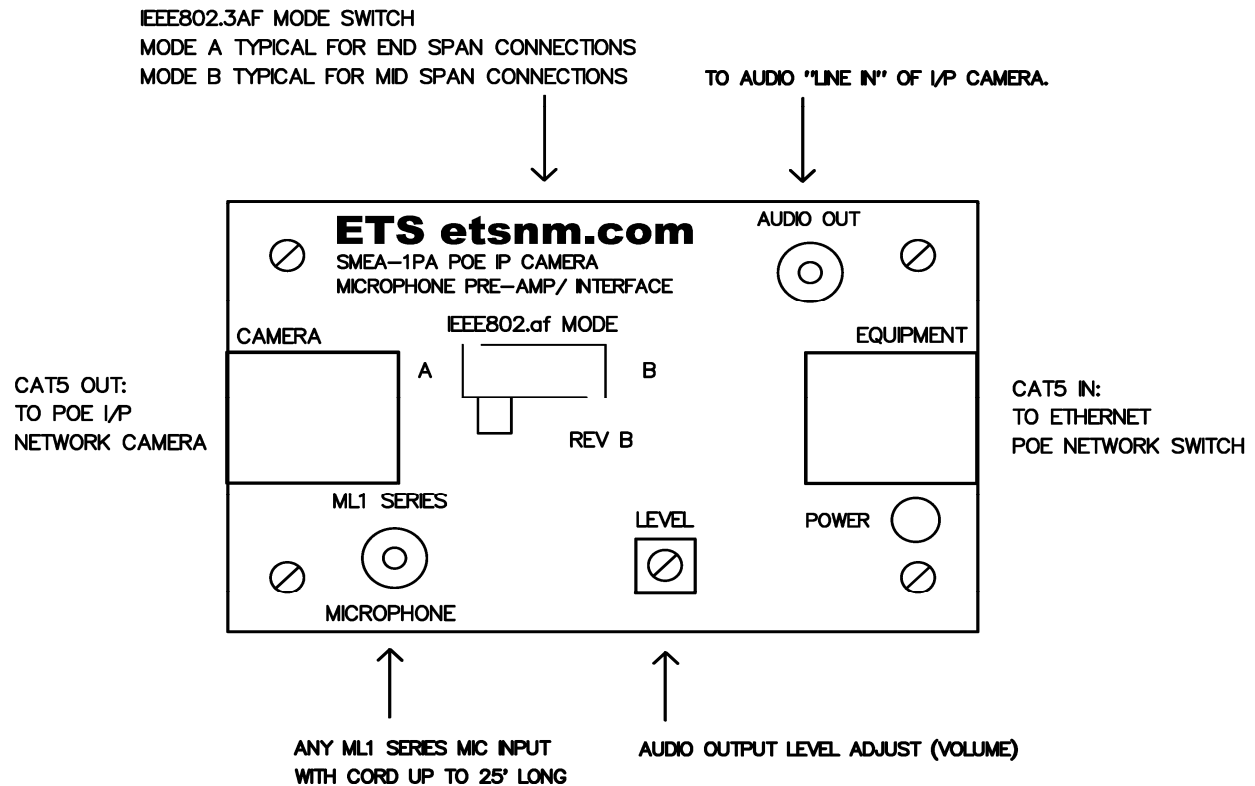 IEEE802.3AF MODE SWITCH
MODE A TYPICAL FOR END SPAN CONNECTIONS
MODE B TYPICAL FOR MID SPAN CONNECTIONS
TO AUDIO "LINE IN" OF I/P CAMERA.
ETS etsnm.com
SMEA-1PA POE IP CAMERA
MICROPHONE PRE-AMP/ INTERFACE
AUDIO OUT
IEEE802.af MODE
CAMERA
EQUIPMENT
A
B
CAT5 OUT:
TO POE I/P
NETWORK CAMERA
CAT5 IN:
TO ETHERNET
POE NETWORK SWITCH
REV B
ML1 SERIES
LEVEL
POWER
MICROPHONE
ANY ML1 SERIES MIC INPUT
WITH CORD UP TO 25' LONG
AUDIO OUTPUT LEVEL ADJUST (VOLUME)